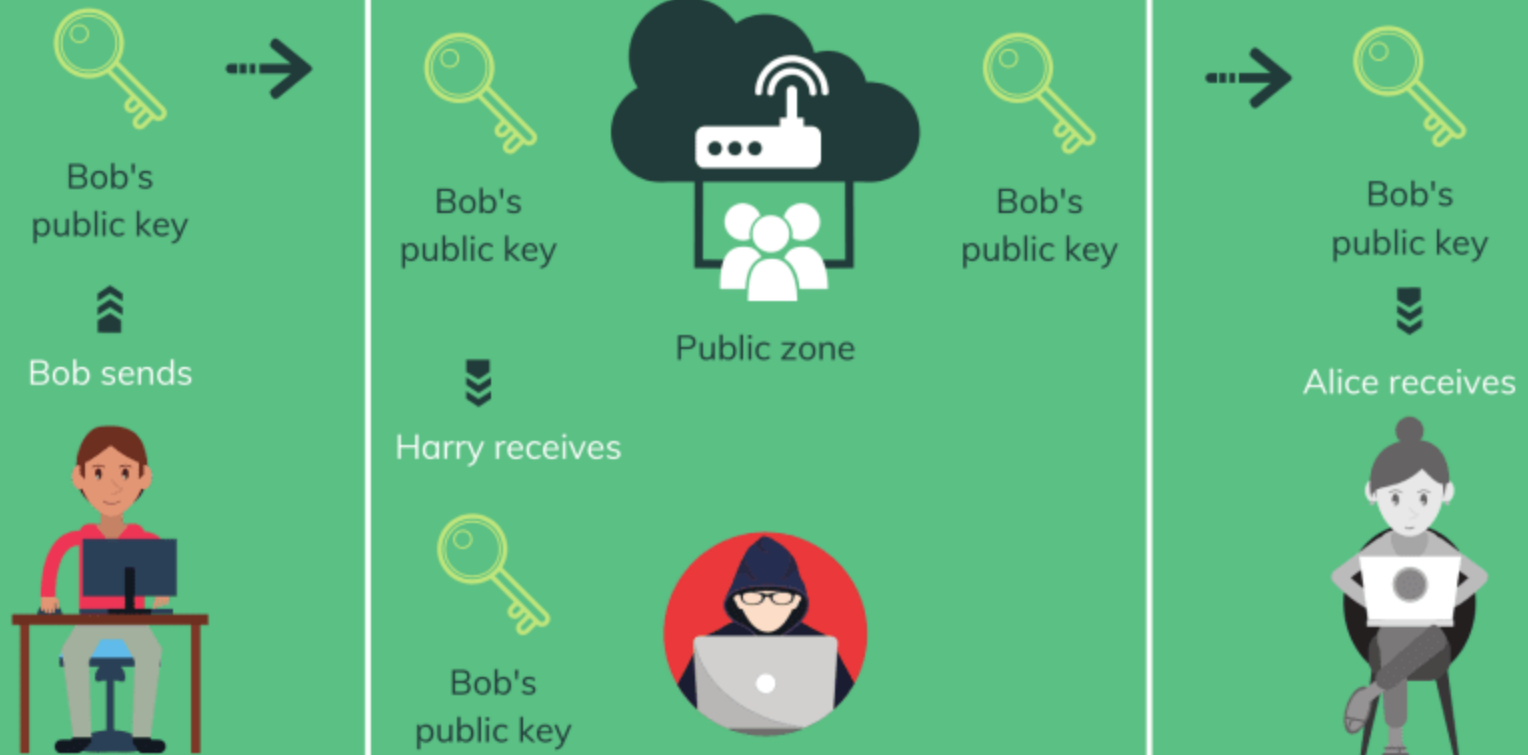 Bob's
public key
Bob sends
Bob's
public key
Harry receives
Bob's
public key
Public zone
Bob's
public key
Bob's
public key
Alice receives